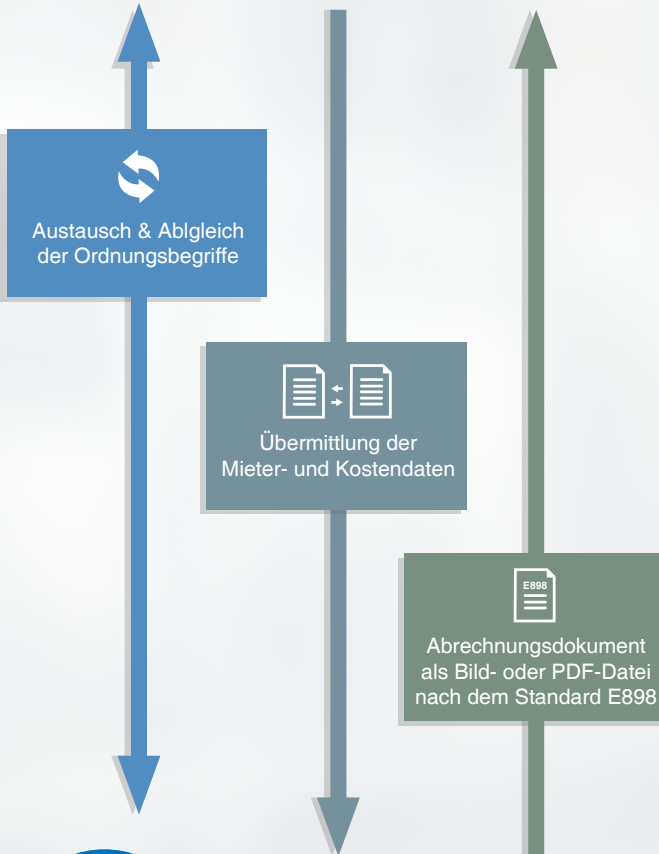 Austausch & Ablgleich
der Ordnungsbegriffe
Übermittlung der
Mieter- und Kostendaten
E898
Abrechnungsdokument
als Bild- oder PDF-Datei
nach dem Standard E898